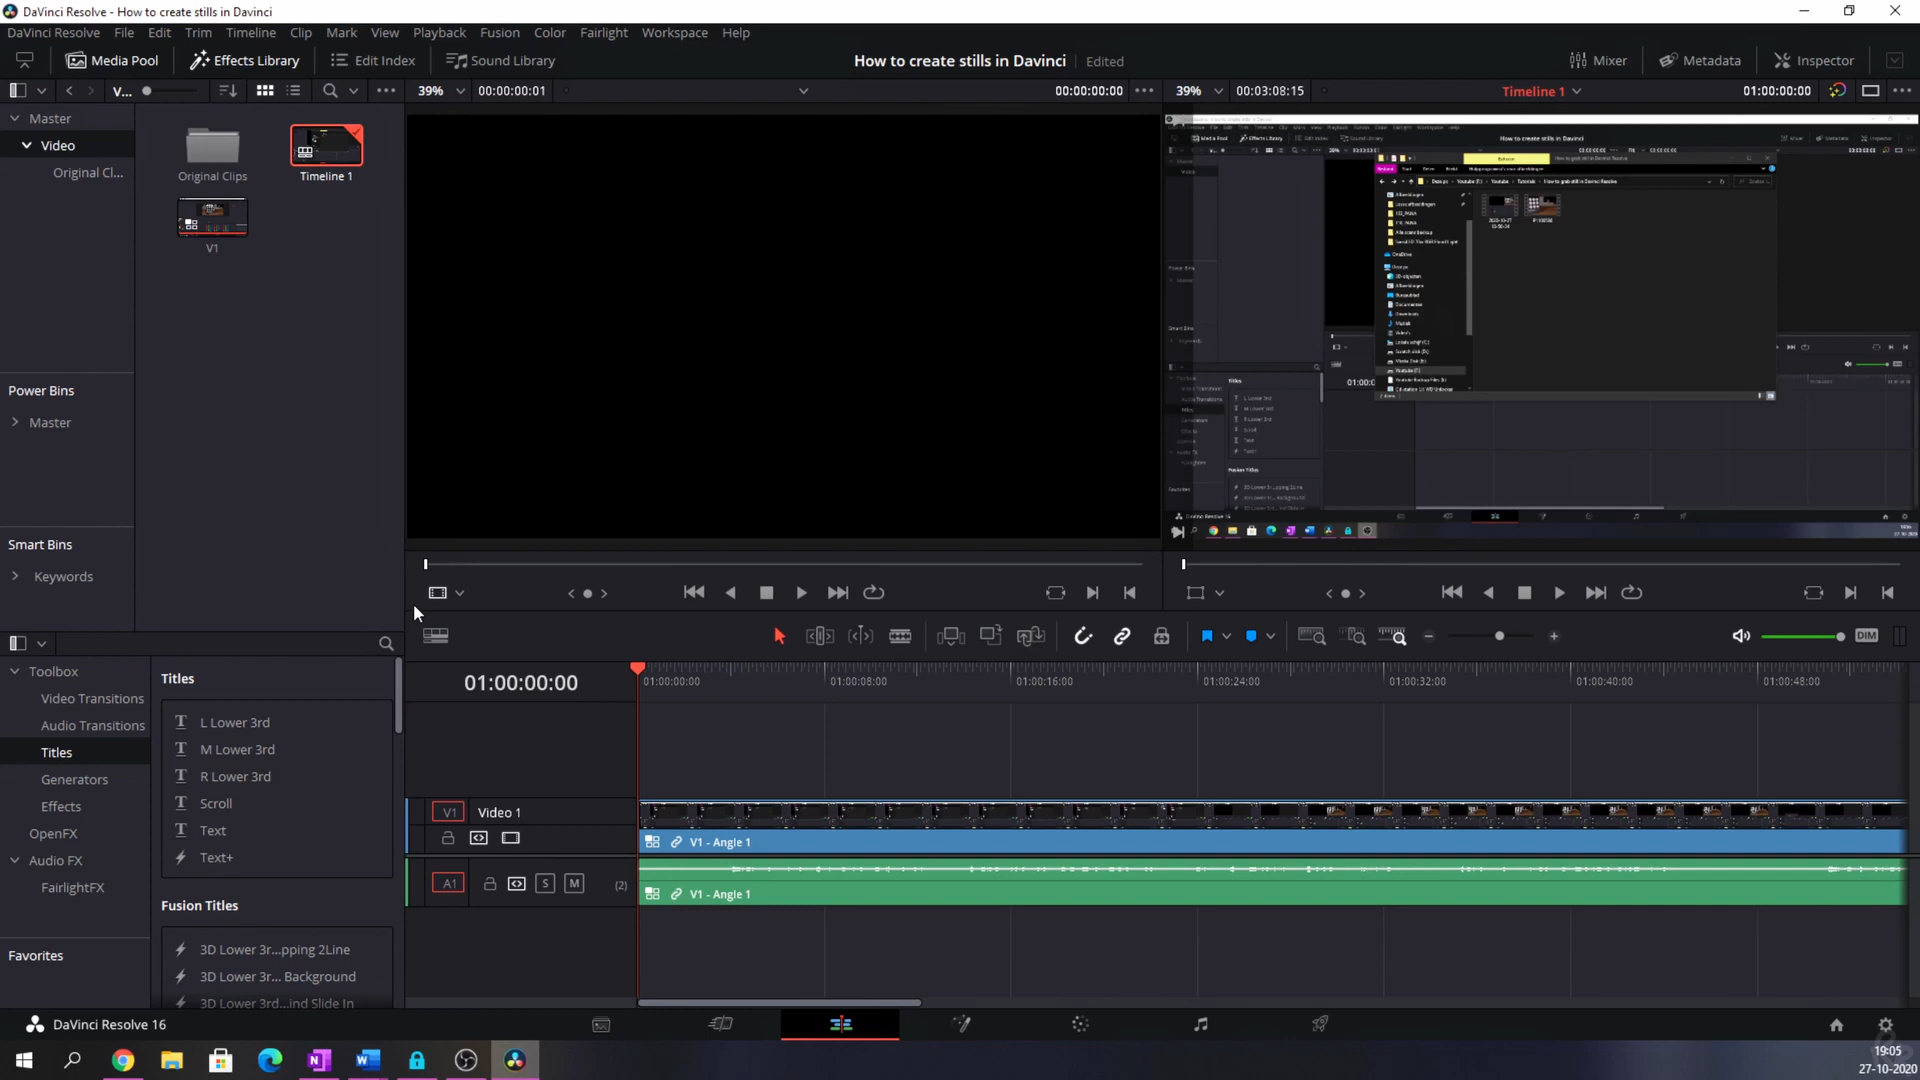 DaVinci Resolve - How to create stills in Davinci
DaVinci Resolve File Edit Trim Timeline Clip Mark View Playback Fusion Color Fairlight Workspace Help
Media Pool Effects Library Edit Index Sound Library How to create stills in Davinci Edited Mixer Metadata Inspector
V... 39% 00:00:00:01 00:00:00:00 39% 00:03:08:15 Timeline 1 01:00:00:00
Master
Video
Original Cl...
Original Clips
Timeline 1
V1
Power Bins
Master
Smart Bins
Keywords
How to create stills in Davinci
DIM
Toolbox
Video Transitions
Audio Transitions
Titles
Generators
Effects
OpenFX
Audio FX
FairlightFX
Favorites
Titles
L Lower 3rd
M Lower 3rd
R Lower 3rd
Scroll
Text
Text+
Fusion Titles
3D Lower 3r...pping 2Line
3D Lower 3r... Background
3D Lower 3rd...ind Slide In
01:00:00:00
01:00:00:00 01:00:08:00 01:00:16:00 01:00:24:00 01:00:32:00 01:00:40:00 01:00:48:00
V1 Video 1
V1 - Angle 1
A1 S M (2)
V1 - Angle 1
DaVinci Resolve 16
19:05
27-10-2020